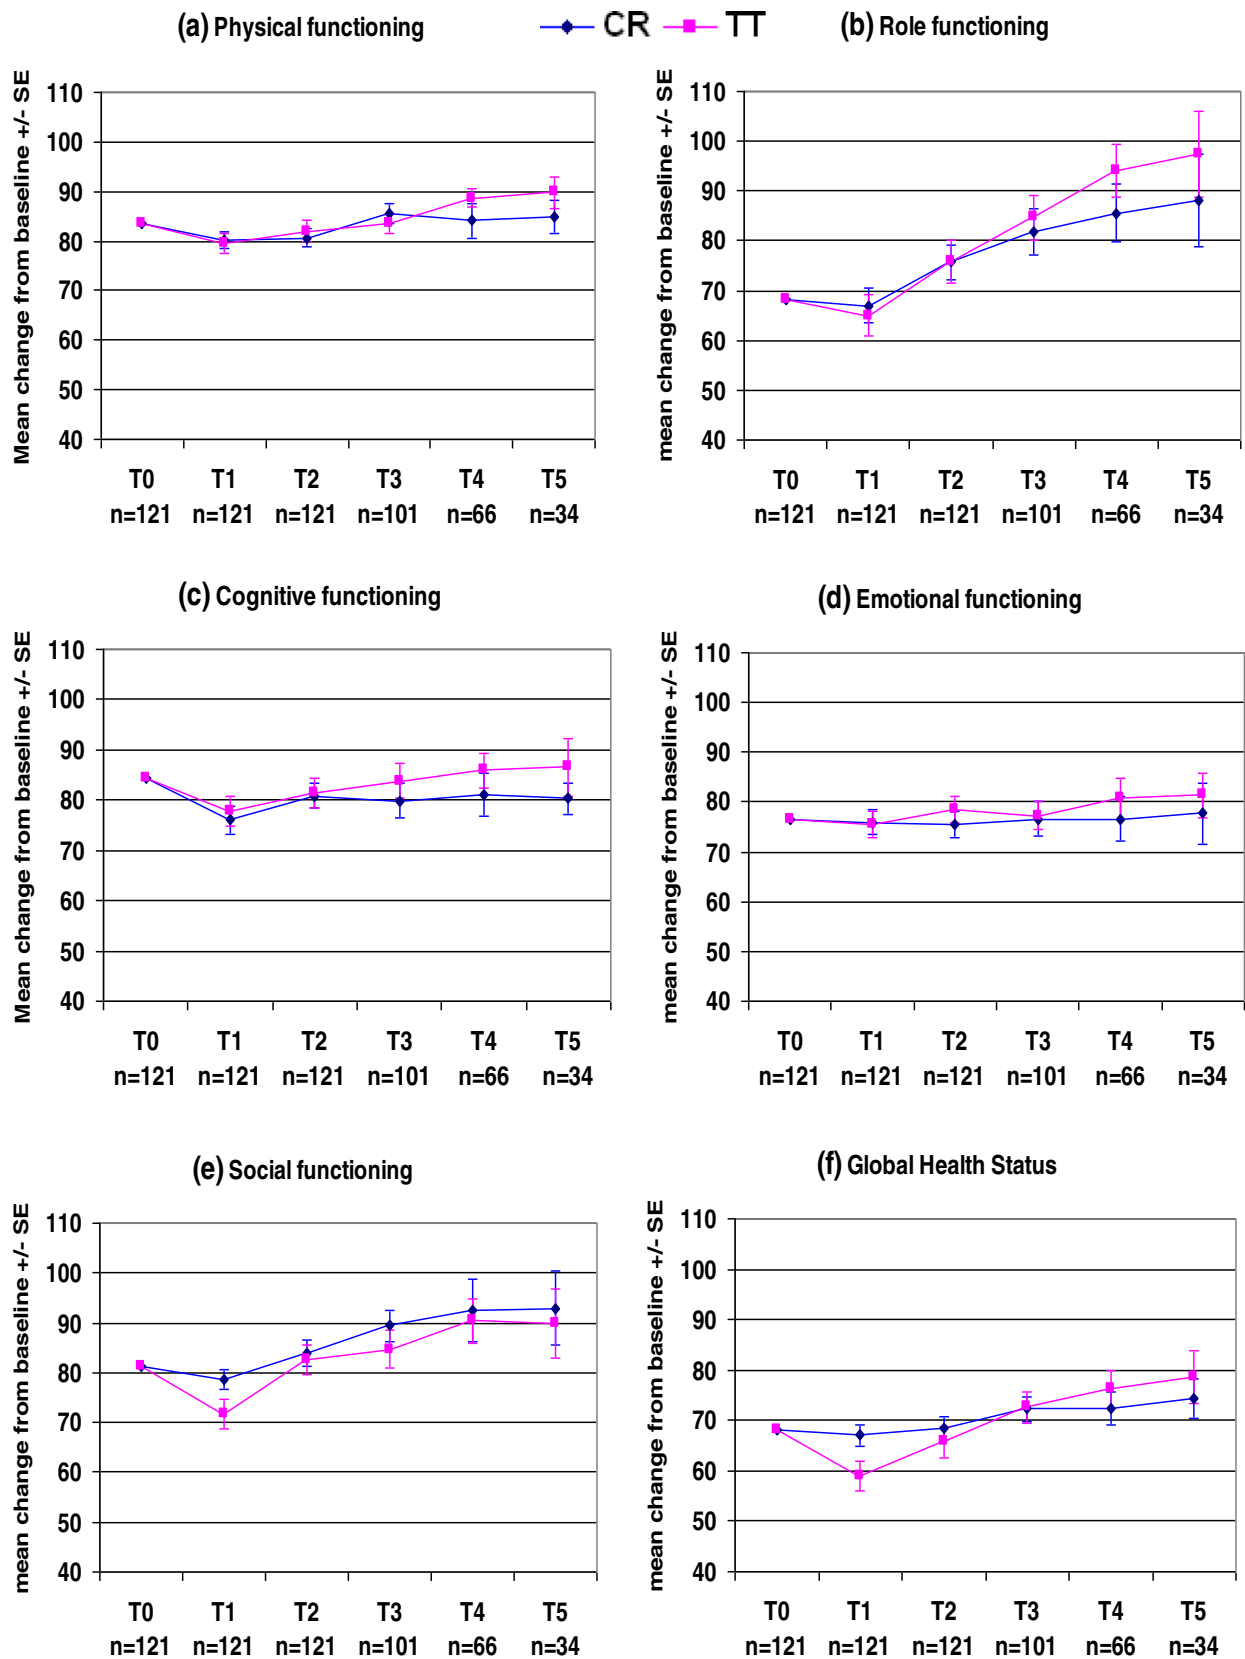 (a) Physical functioning
CR TT
(b) Role functioning
Mean change from baseline +/- SE
110
100
90
80
70
60
50
40
T0 T1 T2 T3 T4 T5
n=121 n=121 n=121 n=101 n=66 n=34
mean change from baseline +/- SE
110
100
90
80
70
60
50
40
T0 T1 T2 T3 T4 T5
n=121 n=121 n=121 n=101 n=66 n=34
(c) Cognitive functioning
Mean change from baseline +/- SE
110
100
90
80
70
60
50
40
T0 T1 T2 T3 T4 T5
n=121 n=121 n=121 n=101 n=66 n=34
(d) Emotional functioning
mean change from baseline +/- SE
110
100
90
80
70
60
50
40
T0 T1 T2 T3 T4 T5
n=121 n=121 n=121 n=101 n=66 n=34
(e) Social functioning
mean change from baseline +/- SE
110
100
90
80
70
60
50
40
T0 T1 T2 T3 T4 T5
n=121 n=121 n=121 n=101 n=66 n=34
(f) Global Health Status
mean change from baseline +/- SE
110
100
90
80
70
60
50
40
T0 T1 T2 T3 T4 T5
n=121 n=121 n=121 n=101 n=66 n=34